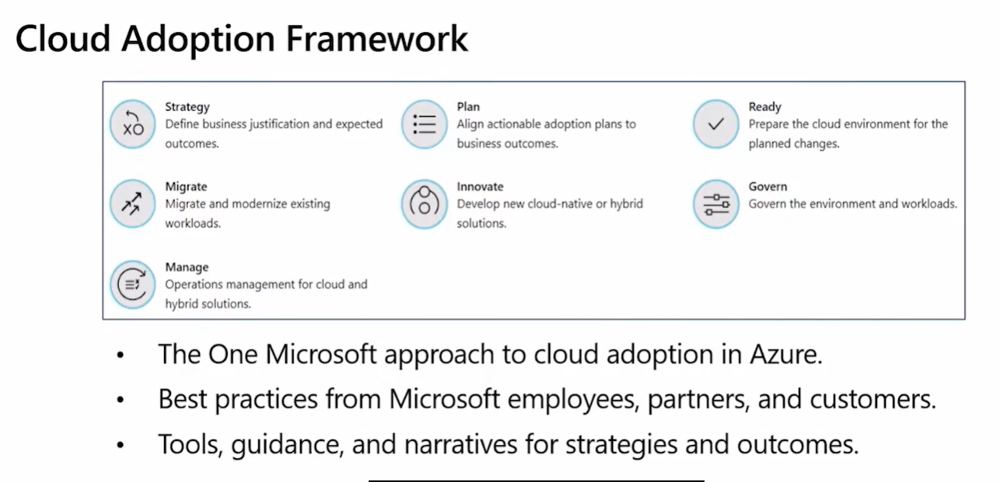 Cloud Adoption Framework
Strategy
Define business justification and expected
outcomes.
Plan
Align actionable adoption plans to
business outcomes.
Ready
Prepare the cloud environment for the
planned changes.
Migrate
Migrate and modernize existing
workloads.
Innovate
Develop new cloud-native or hybrid
solutions.
Govern
Govern the environment and workloads.
Manage
Operations management for cloud and
hybrid solutions.
• The One Microsoft approach to cloud adoption in Azure.
• Best practices from Microsoft employees, partners, and customers.
• Tools, guidance, and narratives for strategies and outcomes.